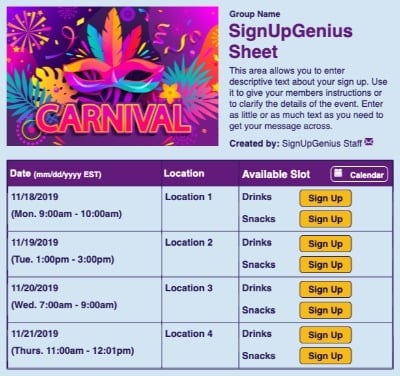 CARNIVAL
Group Name
SignUpGenius
Sheet
This area allows you to enter
descriptive text about your sign up. Use
it to give your members instructions or
to clarify the details of the event. Enter
as little or as much text as you need to
get your message across.
Created by: SignUpGenius Staff
Date (mm/dd/yyyy EST) Location Available Slot Calendar
11/18/2019 Location 1 Drinks Sign Up
(Mon. 9:00am - 10:00am) Snacks Sign Up
11/19/2019 Location 2 Drinks Sign Up
(Tue. 1:00pm - 3:00pm) Snacks Sign Up
11/20/2019 Location 3 Drinks Sign Up
(Wed. 7:00am - 9:00am) Snacks Sign Up
11/21/2019 Location 4 Drinks Sign Up
(Thurs. 11:00am - 12:01pm) Snacks Sign Up